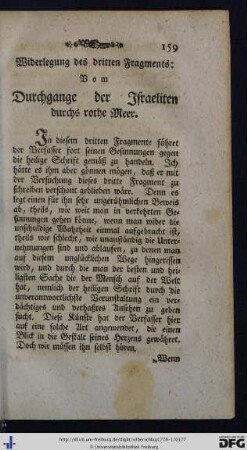 159
Widerlegung des dritten Fragments:
Vom
Durchgange der Israeliten
durchs rothe Meer.
In diesem dritten Fragmente fähret
der Verfasser fort seinen Gesinnungen gegen
die heilige Schrift gemäß zu handeln. Ich
hätte es ihm aber gönnen mögen, daß er mit
der Versuchung dieses dritte Fragment zu
schreiben verschont geblieben wäre. Denn es
legt einen für ihn sehr ungerühmlichen Beweis
ab, theils, wie weit man in verkehrten Ge-
sinnungen gehen könne, wenn man wider die
unschuldige Wahrheit einmal aufgebracht ist,
theils wie schlecht, wie unanständig die Unter-
nehmungen sind und ablaufen, zu denen man auf
diesem unglücklichen Wege hingerissen
wird, und durch die man der besten und hei-
ligsten Sache die der Mensch auf der Welt
hat, nemlich der heiligen Schrift durch die
unverantwortlichste Verunstaltung ein ver-
dächtiges und verhaßtes Ansehen zu geben
sucht. Diese Künste hat der Verfasser hier
auf eine solche Art angewendet, die einen
Blick in die Gestalt seines Herzens gewähret.
Doch wir müssen ihn selbst hören.
„Wenn
© Universitätsbibliothek Freiburg
gefördert durch die
DFG